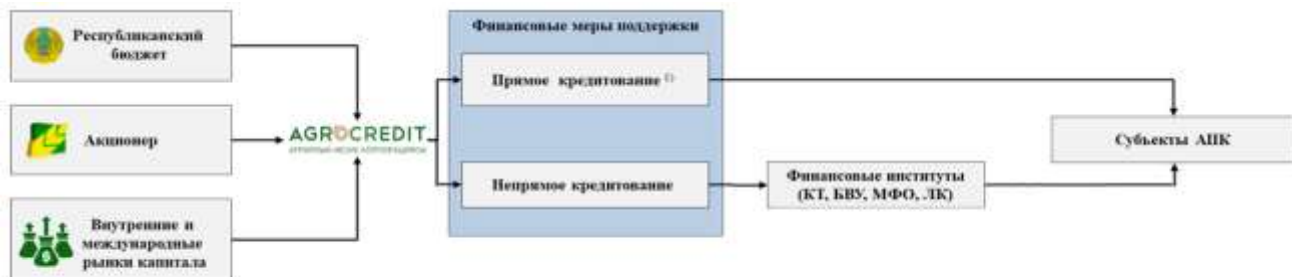 Республиканский
бюджет
Акционер
Внутренние и
международные
рынки капитала
AGROCREDIT
Финансовые меры поддержки
Прямое кредитование
Непрямое кредитование
Финансовые институты
(КТ, БВУ, МФО, ЛК)
Субъекты АПК